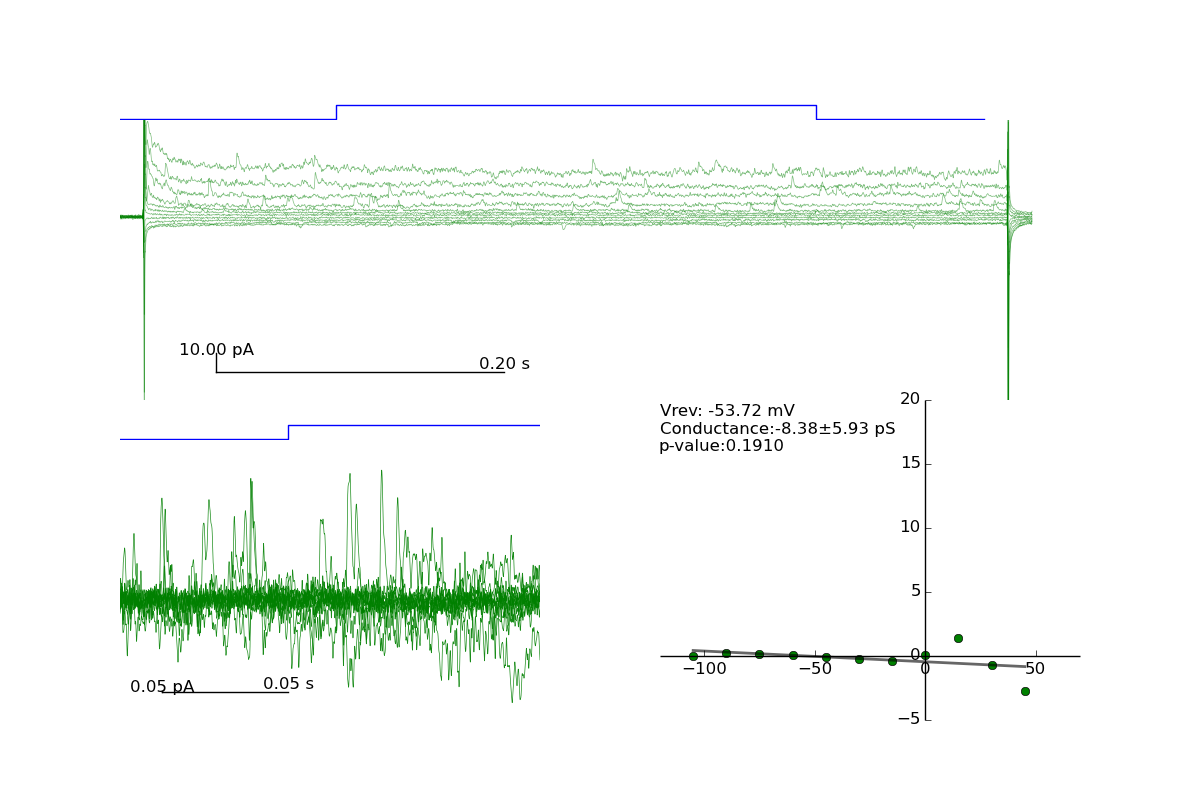 10.00 pA
0.20 s
0.05 pA
0.05 s
Vrev: -53.72 mV
Conductance:-8.38±5.93 pS
p-value:0.1910
20
15
10
5
0
−5
−100
−50
0
50